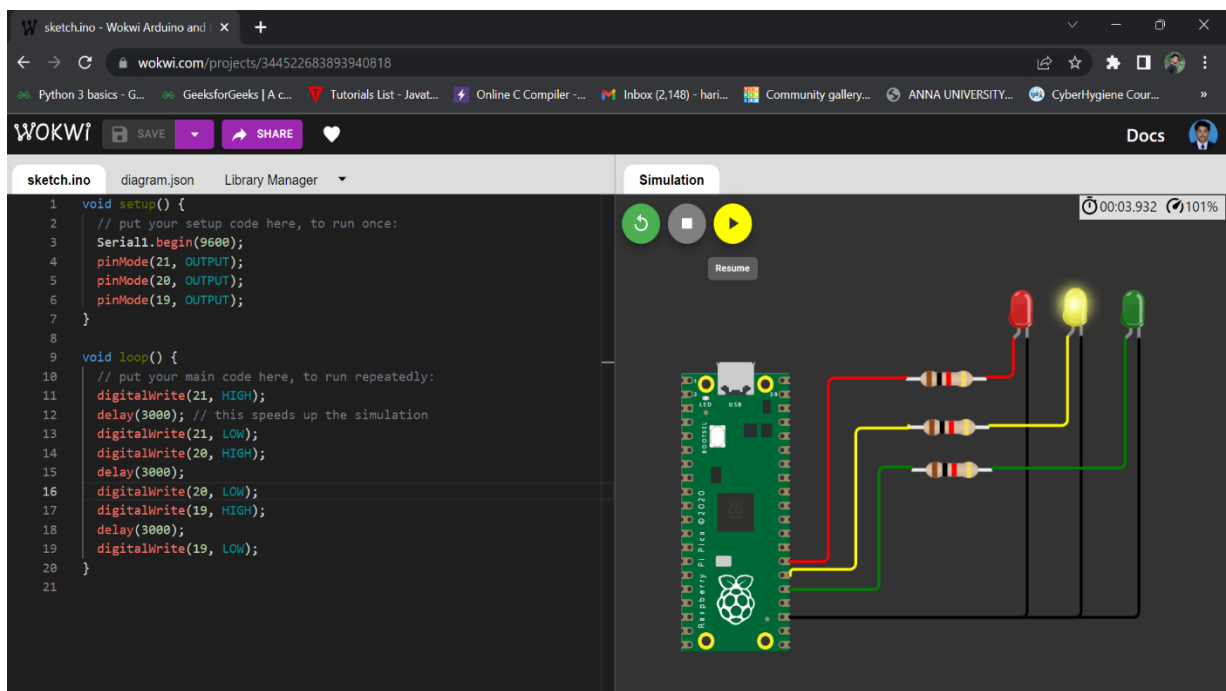 sketch.ino - Wokwi Arduino and
wokwi.com/projects/344522683893940818
Python 3 basics - G... GeeksforGeeks | A c... Tutorials List - Javat... Online C Compiler -... Inbox (2,148) - hari... Community gallery... ANNA UNIVERSITY... CyberHygiene Cour... »
WOKWI SAVE SHARE Docs
sketch.ino diagram.json Library Manager
1 void setup() {
2 // put your setup code here, to run once:
3 Serial1.begin(9600);
4 pinMode(21, OUTPUT);
5 pinMode(20, OUTPUT);
6 pinMode(19, OUTPUT);
7 }
8
9 void loop() {
10 // put your main code here, to run repeatedly:
11 digitalWrite(21, HIGH);
12 delay(3000); // this speeds up the simulation
13 digitalWrite(21, LOW);
14 digitalWrite(20, HIGH);
15 delay(3000);
16 digitalWrite(20, LOW);
17 digitalWrite(19, HIGH);
18 delay(3000);
19 digitalWrite(19, LOW);
20 }
21
Simulation
00:03.932 101%
Resume
1
2
39
LED USB
BOOTSEL
Raspberry Pi Pico ©2020